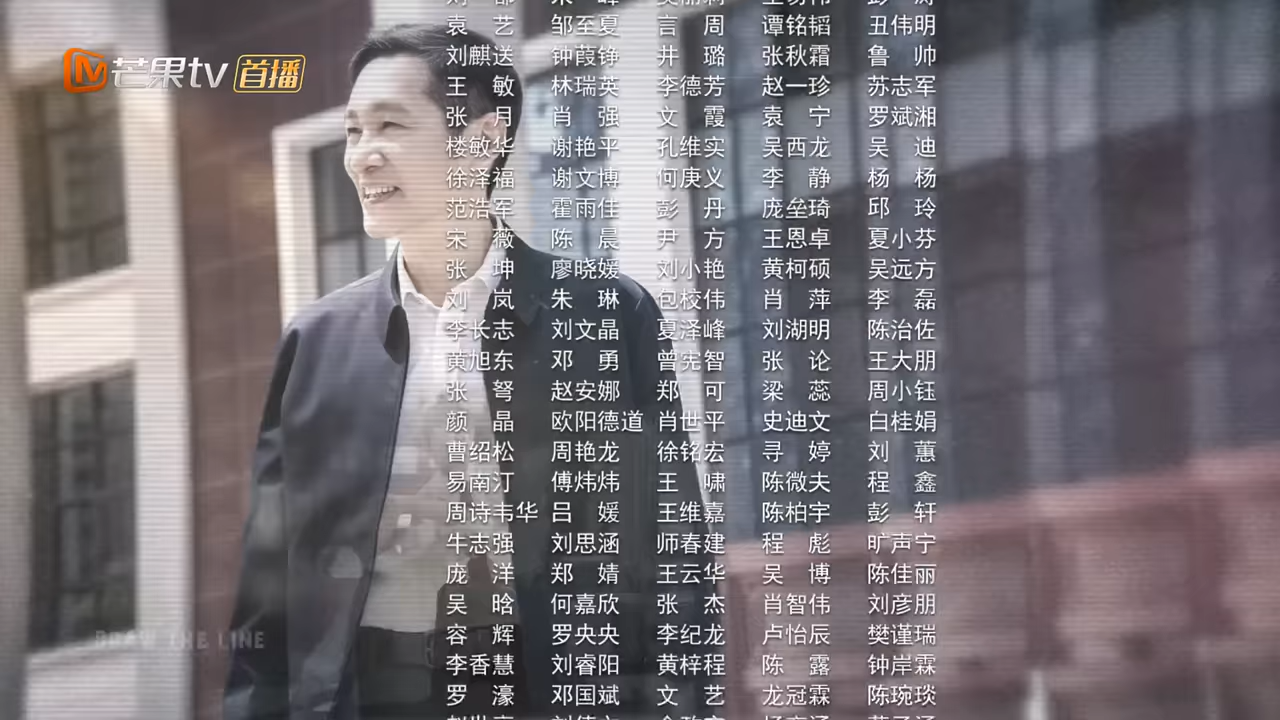 袁 艺 邹至夏 言 周 谭铭韬 丑伟明
芒果tv 首播
刘麒送 钟葭铮 井 璐 张秋霜 鲁 帅
王 敏 林瑞英 李德芳 赵一珍 苏志军
张 月 肖 强 文 霞 袁 宁 罗斌湘
楼敏华 谢艳平 孔维实 吴西龙 吴 迪
徐泽福 谢文博 何庚义 李 静 杨 杨
范浩军 霍雨佳 彭 丹 庞垒琦 邱 玲
宋 薇 陈 晨 尹 方 王恩卓 夏小芬
张 坤 廖晓媛 刘小艳 黄柯硕 吴远方
刘 岚 朱 琳 包校伟 肖 萍 李 磊
李长志 刘文晶 夏泽峰 刘湖明 陈治佐
黄旭东 邓 勇 曾宪智 张 论 王大朋
张 弩 赵安娜 郑 可 梁 蕊 周小钰
颜 晶 欧阳德道 肖世平 史迪文 白桂娟
曹绍松 周艳龙 徐铭宏 寻 婷 刘 蕙
易南汀 傅炜炜 王 啸 陈微夫 程 鑫
周诗韦华 吕 媛 王维嘉 陈柏宇 彭 轩
牛志强 刘思涵 师春建 程 彪 旷声宁
庞 洋 郑 婧 王云华 吴 博 陈佳丽
吴 晗 何嘉欣 张 杰 肖智伟 刘彦朋
容 辉 罗央央 李纪龙 卢怡辰 樊谨瑞
DRAW THE LINE
李香慧 刘睿阳 黄梓程 陈 露 钟岸霖
罗 濠 邓国斌 文 艺 龙冠霖 陈琬琰